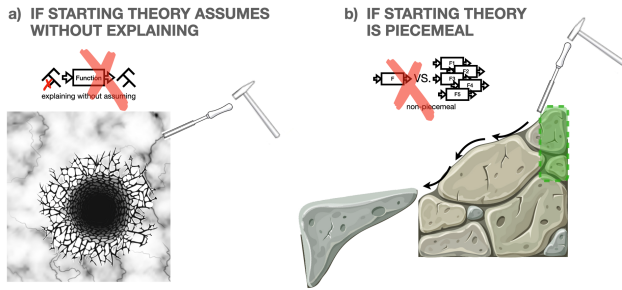 a) IF STARTING THEORY ASSUMES
WITHOUT EXPLAINING
Function
explaining without assuming
b) IF STARTING THEORY
IS PIECEMEAL
F VS. F1
F2
F3
F4
F5
non-piecemeal